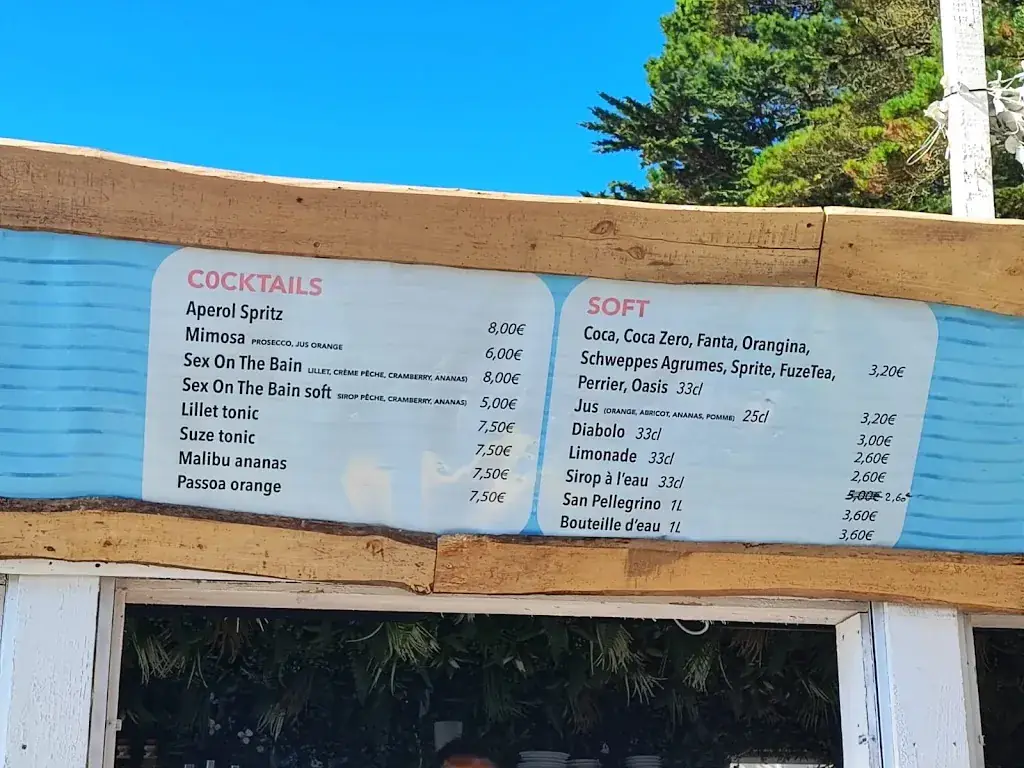 C0CKTAILS
Aperol Spritz 8,00€
Mimosa PROSECCO, JUS ORANGE 6,00€
Sex On The Bain LILLET, CRÈME PÊCHE, CRAMBERRY, ANANAS) 8,00€
Sex On The Bain soft SIROP PÊCHE, CRAMBERRY, ANANAS) 5,00€
Lillet tonic 7,50€
Suze tonic 7,50€
Malibu ananas 7,50€
Passoa orange 7,50€
SOFT
Coca, Coca Zero, Fanta, Orangina,
Schweppes Agrumes, Sprite, FuzeTea, 3,20€
Perrier, Oasis 33cl 3,20€
Jus (ORANGE, ABRICOT, ANANAS, POMME) 25cl 3,00€
Diabolo 33cl 2,60€
Limonade 33cl 2,60€
Sirop à l'eau 33cl 5,00€ 2,60€
San Pellegrino 1L 3,60€
Bouteille d'eau 1L 3,60€